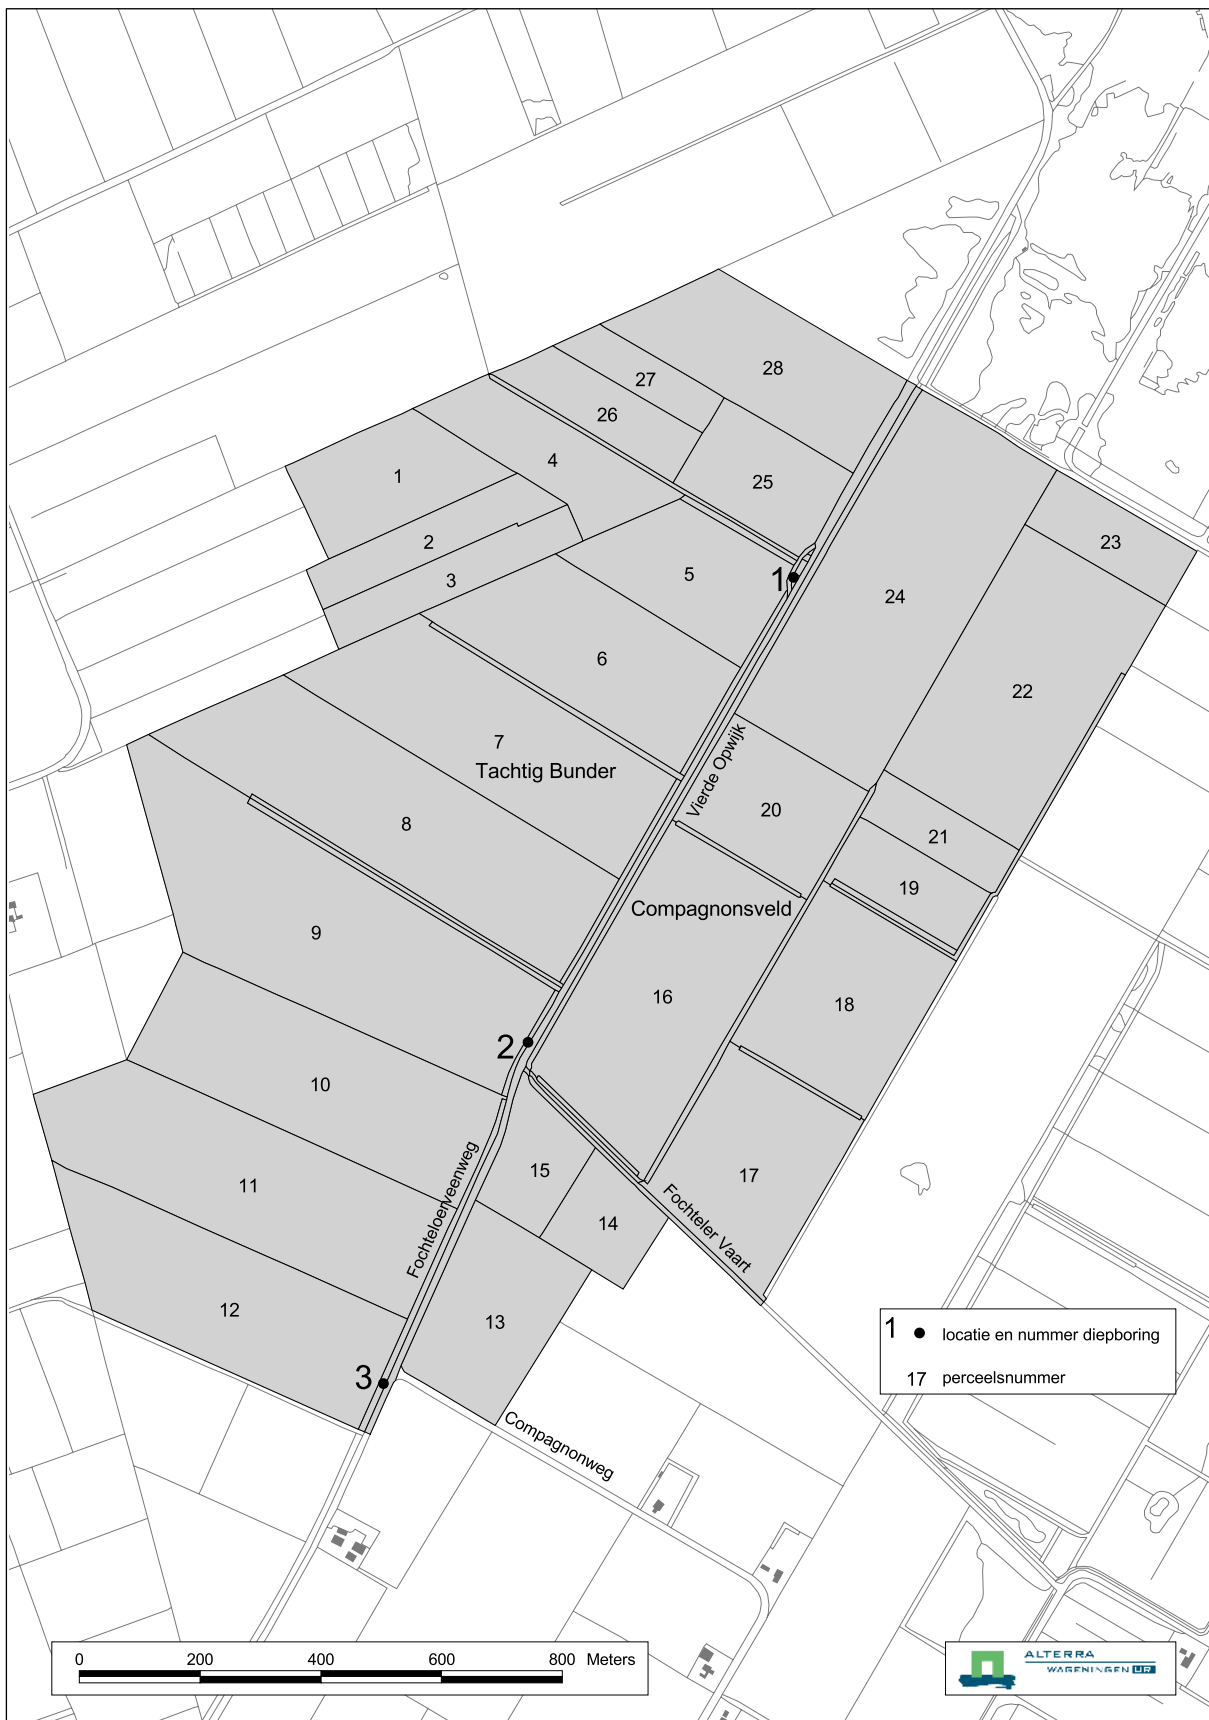 28
27
26
4
1
25
2
23
3
5
1
24
6
22
7
Tachtig Bunder
Vierde Opwijk
20
8
21
19
Compagnonsveld
9
16
18
2
10
15
17
11
Fochteloerveenweg
14
Fochteler Vaart
12
13
3
1 locatie en nummer diepboring
17 perceelsnummer
Compagnonweg
0 200 400 600 800 Meters
ALTERRA
WAGENINGEN UR